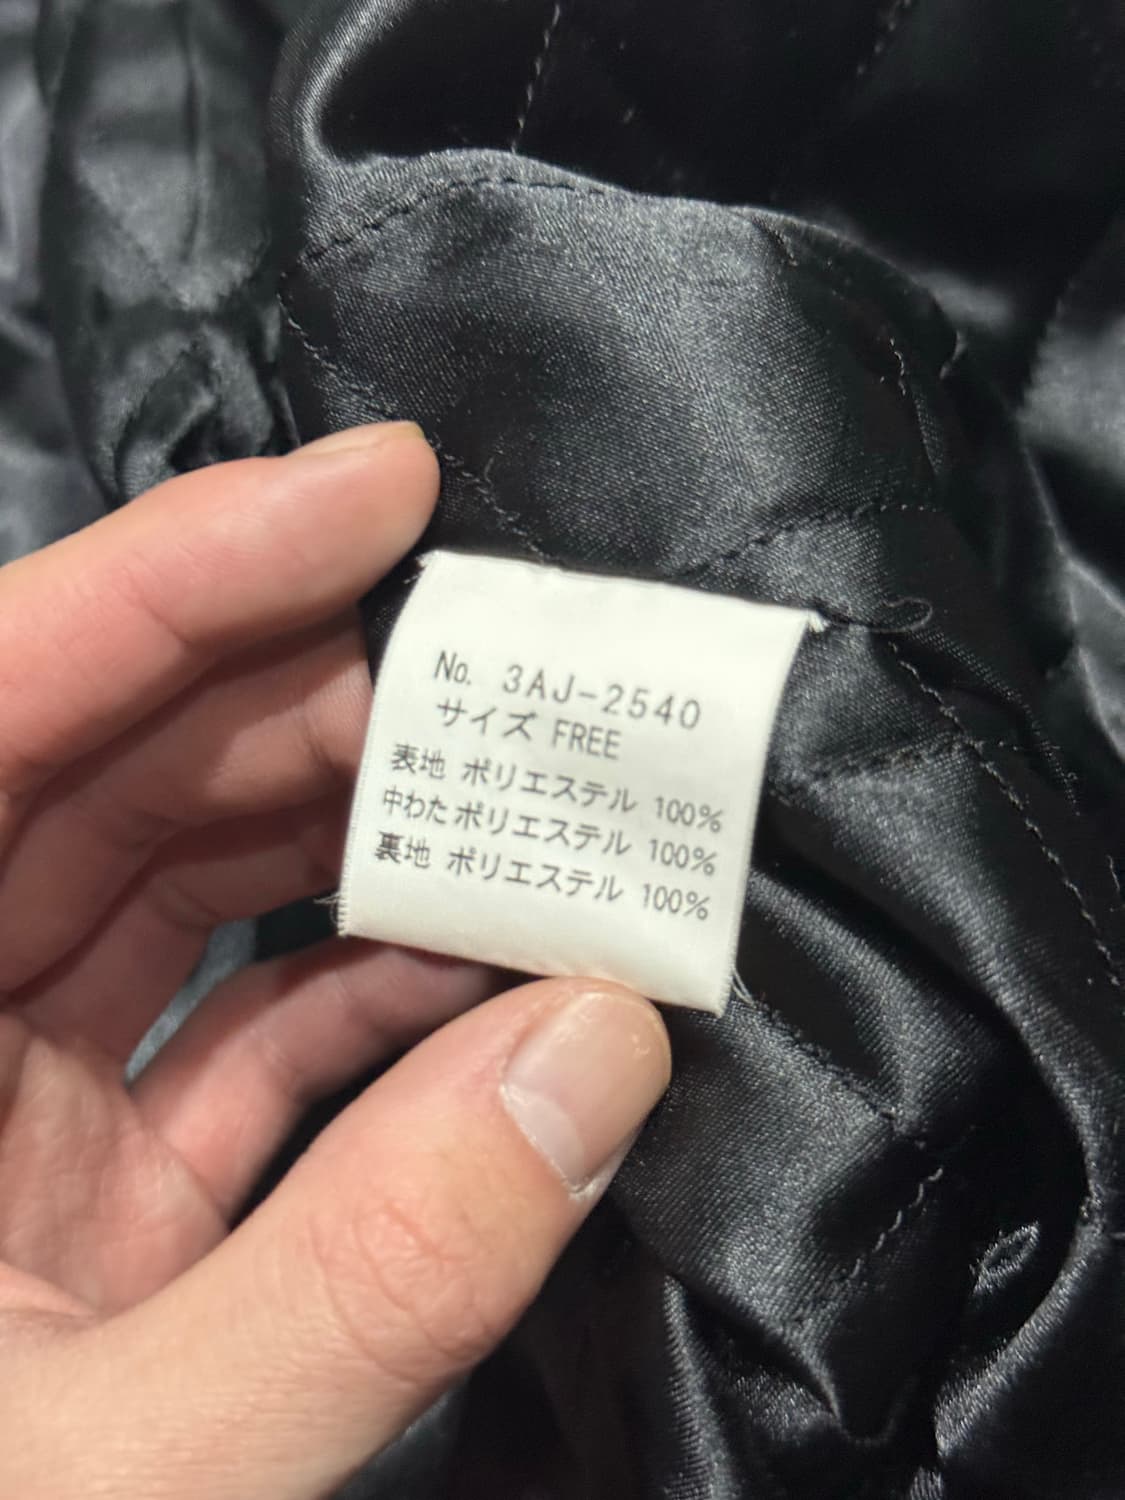 No. 3AJ-2540
サイズ FREE
表地 ポリエステル 100%
中わた ポリエステル 100%
裏地 ポリエステル 100%